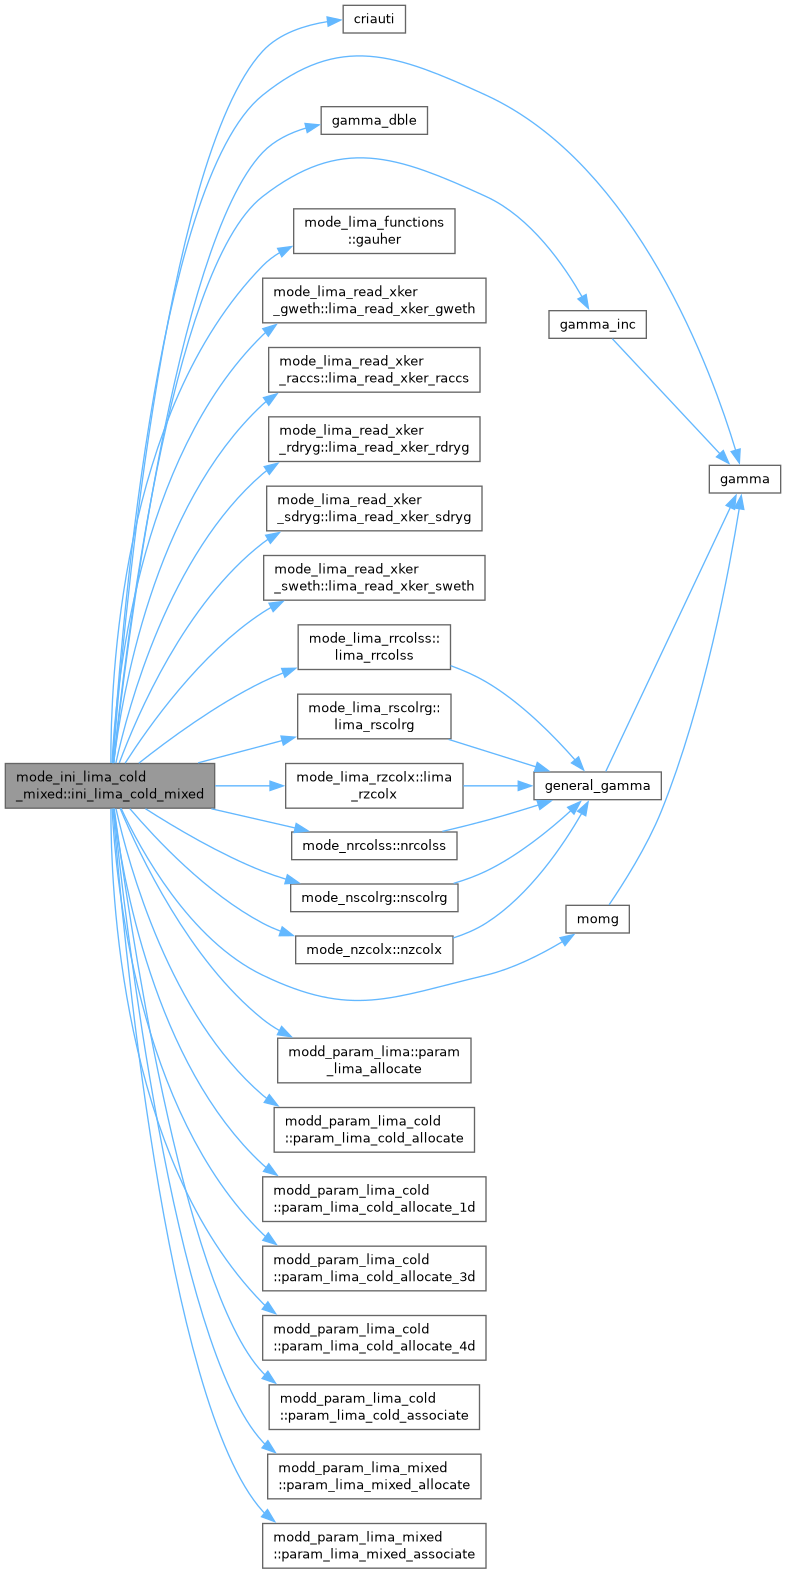 criauti
gamma_dble
mode_lima_functions
::gauher
mode_lima_read_xker
_gweth::lima_read_xker_gweth
gamma_inc
mode_lima_read_xker
_raccs::lima_read_xker_raccs
mode_lima_read_xker
_rdryg::lima_read_xker_rdryg
gamma
mode_lima_read_xker
_sdryg::lima_read_xker_sdryg
mode_lima_read_xker
_sweth::lima_read_xker_sweth
mode_lima_rrcolss::
lima_rrcolss
mode_lima_rscolrg::
lima_rscolrg
mode_ini_lima_cold
_mixed::ini_lima_cold_mixed
mode_lima_rzcolx::lima
_rzcolx
general_gamma
mode_nrcolss::nrcolss
mode_nscolrg::nscolrg
momg
mode_nzcolx::nzcolx
modd_param_lima::param
_lima_allocate
modd_param_lima_cold
::param_lima_cold_allocate
modd_param_lima_cold
::param_lima_cold_allocate_1d
modd_param_lima_cold
::param_lima_cold_allocate_3d
modd_param_lima_cold
::param_lima_cold_allocate_4d
modd_param_lima_cold
::param_lima_cold_associate
modd_param_lima_mixed
::param_lima_mixed_allocate
modd_param_lima_mixed
::param_lima_mixed_associate